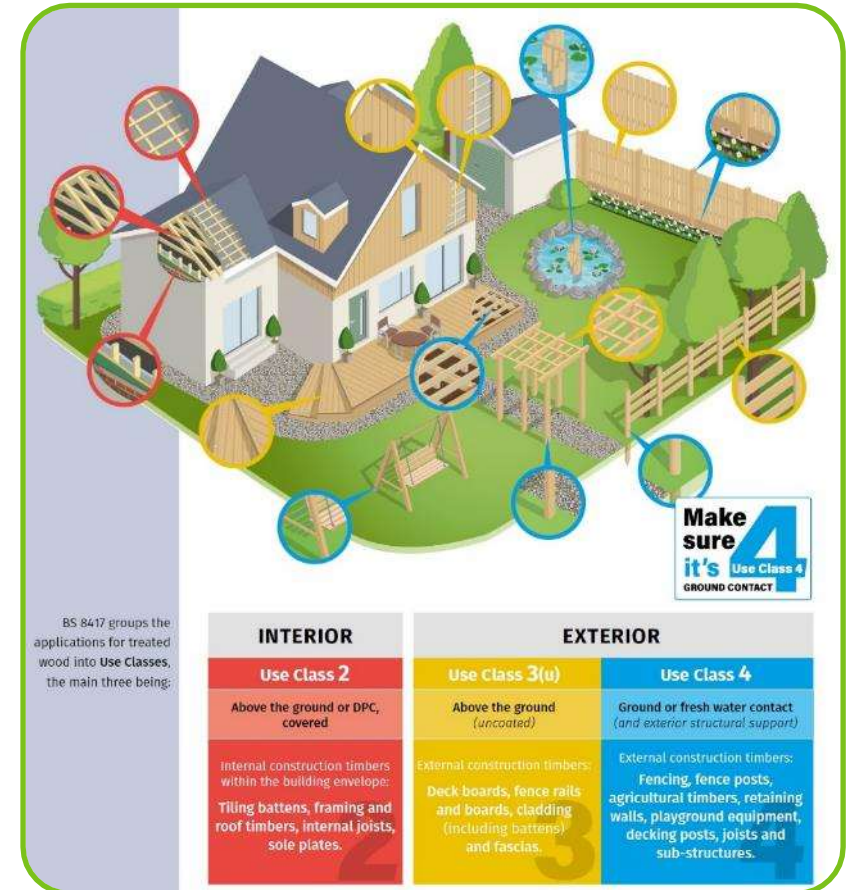 Make
sure
it's
4
Use Class 4
GROUND CONTACT
BS 8417 groups the
applications for treated
wood into Use Classes,
the main three being:
INTERIOR
EXTERIOR
Use Class 2
Use Class 3(u)
Use Class 4
Above the ground or DPC,
covered
Above the ground
(uncoated)
Ground or fresh water contact
(and exterior structural support)
Internal construction timbers
within the building envelope:
Tiling battens, framing and
roof timbers, internal joists,
sole plates.
2
External construction timbers:
Deck boards, fence rails
and boards, cladding
(including battens)
and fascias.
3
External construction timbers:
Fencing, fence posts,
agricultural timbers, retaining
walls, playground equipment,
decking posts, joists and
sub-structures.
4